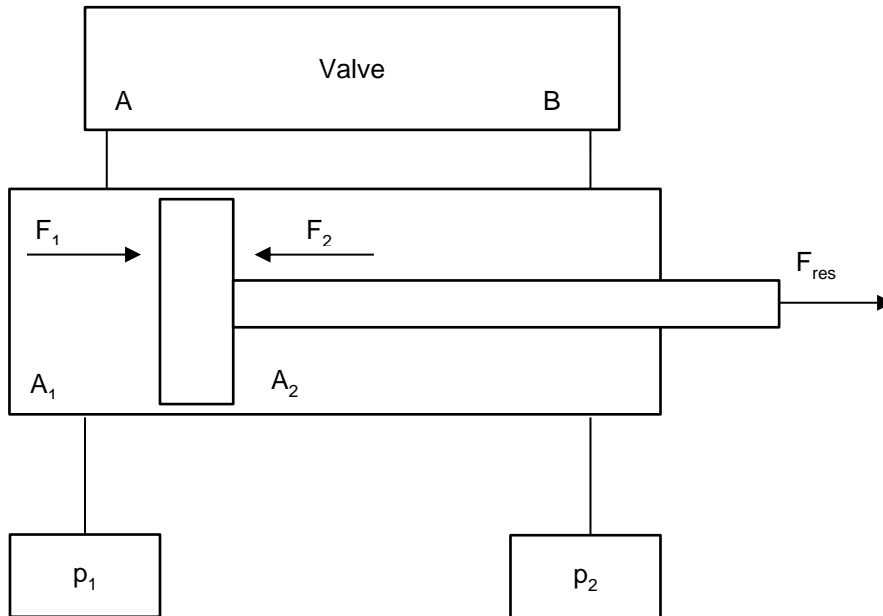 Valve
A B
F₁ F₂
Fres
A₁ A₂
p₁ p₂